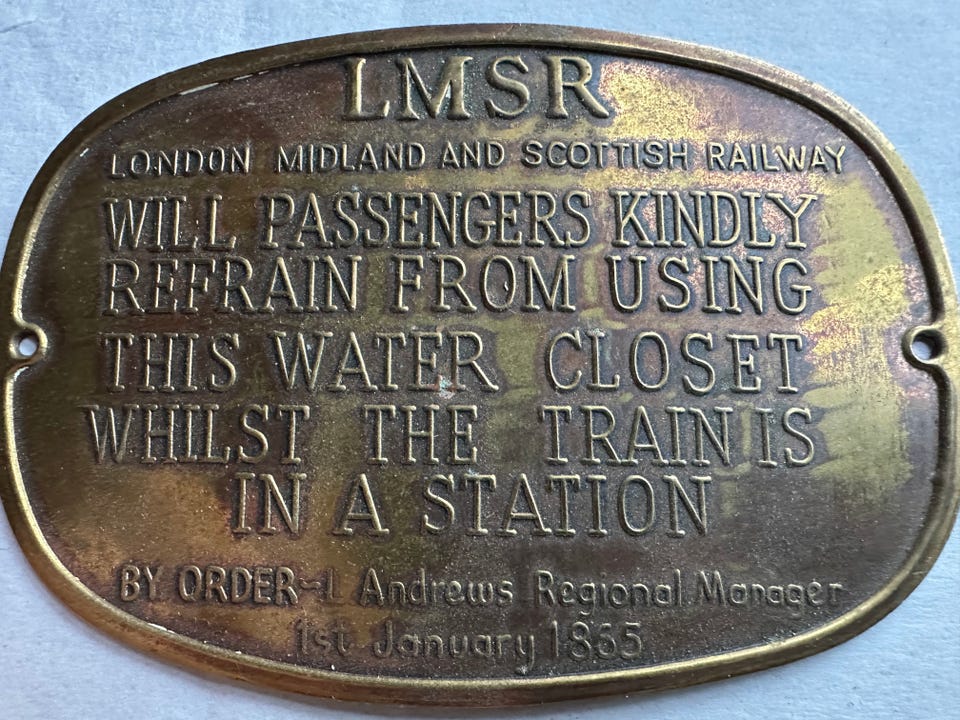 LMSR
LONDON MIDLAND AND SCOTTISH RAILWAY
WILL PASSENGERS KINDLY
REFRAIN FROM USING
THIS WATER CLOSET
WHILST THE TRAIN IS
IN A STATION
BY ORDER-L Andrews Regional Manager
1st January 1865